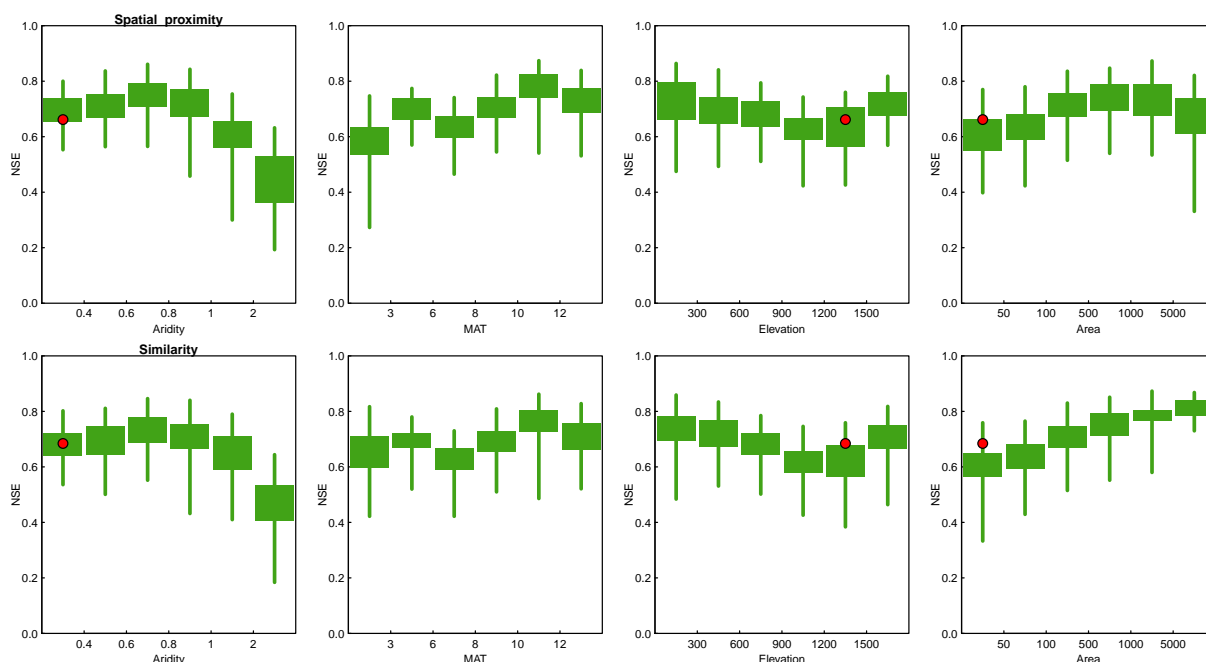 Spatial proximity
1.0 1.0 1.0 1.0
0.8 0.8 0.8 0.8
0.6 0.6 0.6 0.6
NSE NSE NSE NSE
0.4 0.4 0.4 0.4
0.2 0.2 0.2 0.2
0.0 0.0 0.0 0.0
0.4 0.6 0.8 1 2 3 6 8 10 12 300 600 900 1200 1500 50 100 500 1000 5000
Aridity MAT Elevation Area
Similarity
1.0 1.0 1.0 1.0
0.8 0.8 0.8 0.8
0.6 0.6 0.6 0.6
NSE NSE NSE NSE
0.4 0.4 0.4 0.4
0.2 0.2 0.2 0.2
0.0 0.0 0.0 0.0
0.4 0.6 0.8 1 2 3 6 8 10 12 300 600 900 1200 1500 50 100 500 1000 5000
Aridity MAT Elevation Area